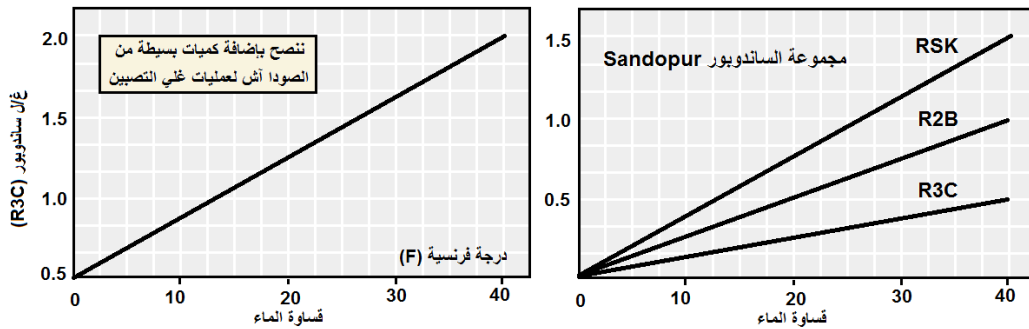 2.0
1.5
1.0
0.5
غ/ل ساندوبور (R3C)
ننصح بإضافة كميات بسيطة من
الصودا آش لعمليات غلي التصبين
درجة فرنسية (F)
0 10 20 30 40
قساوة الماء
1.5
1.0
0.5
مجموعة الساندوبور Sandopur
RSK
R2B
R3C
0 10 20 30 40
قساوة الماء